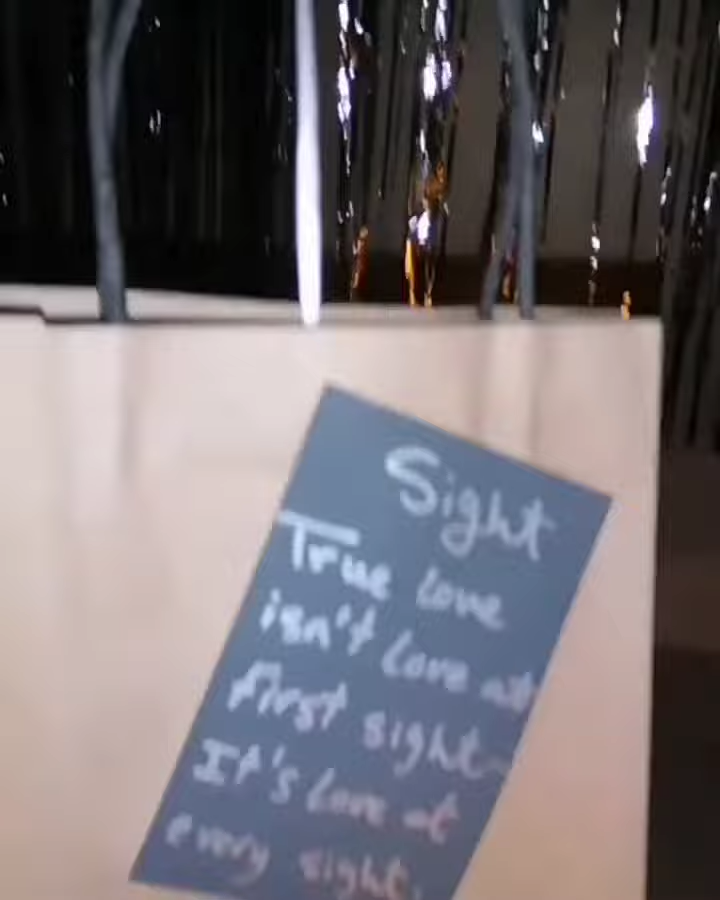 Sight
True love
isn't love at
first sight
It's love at
every sight.